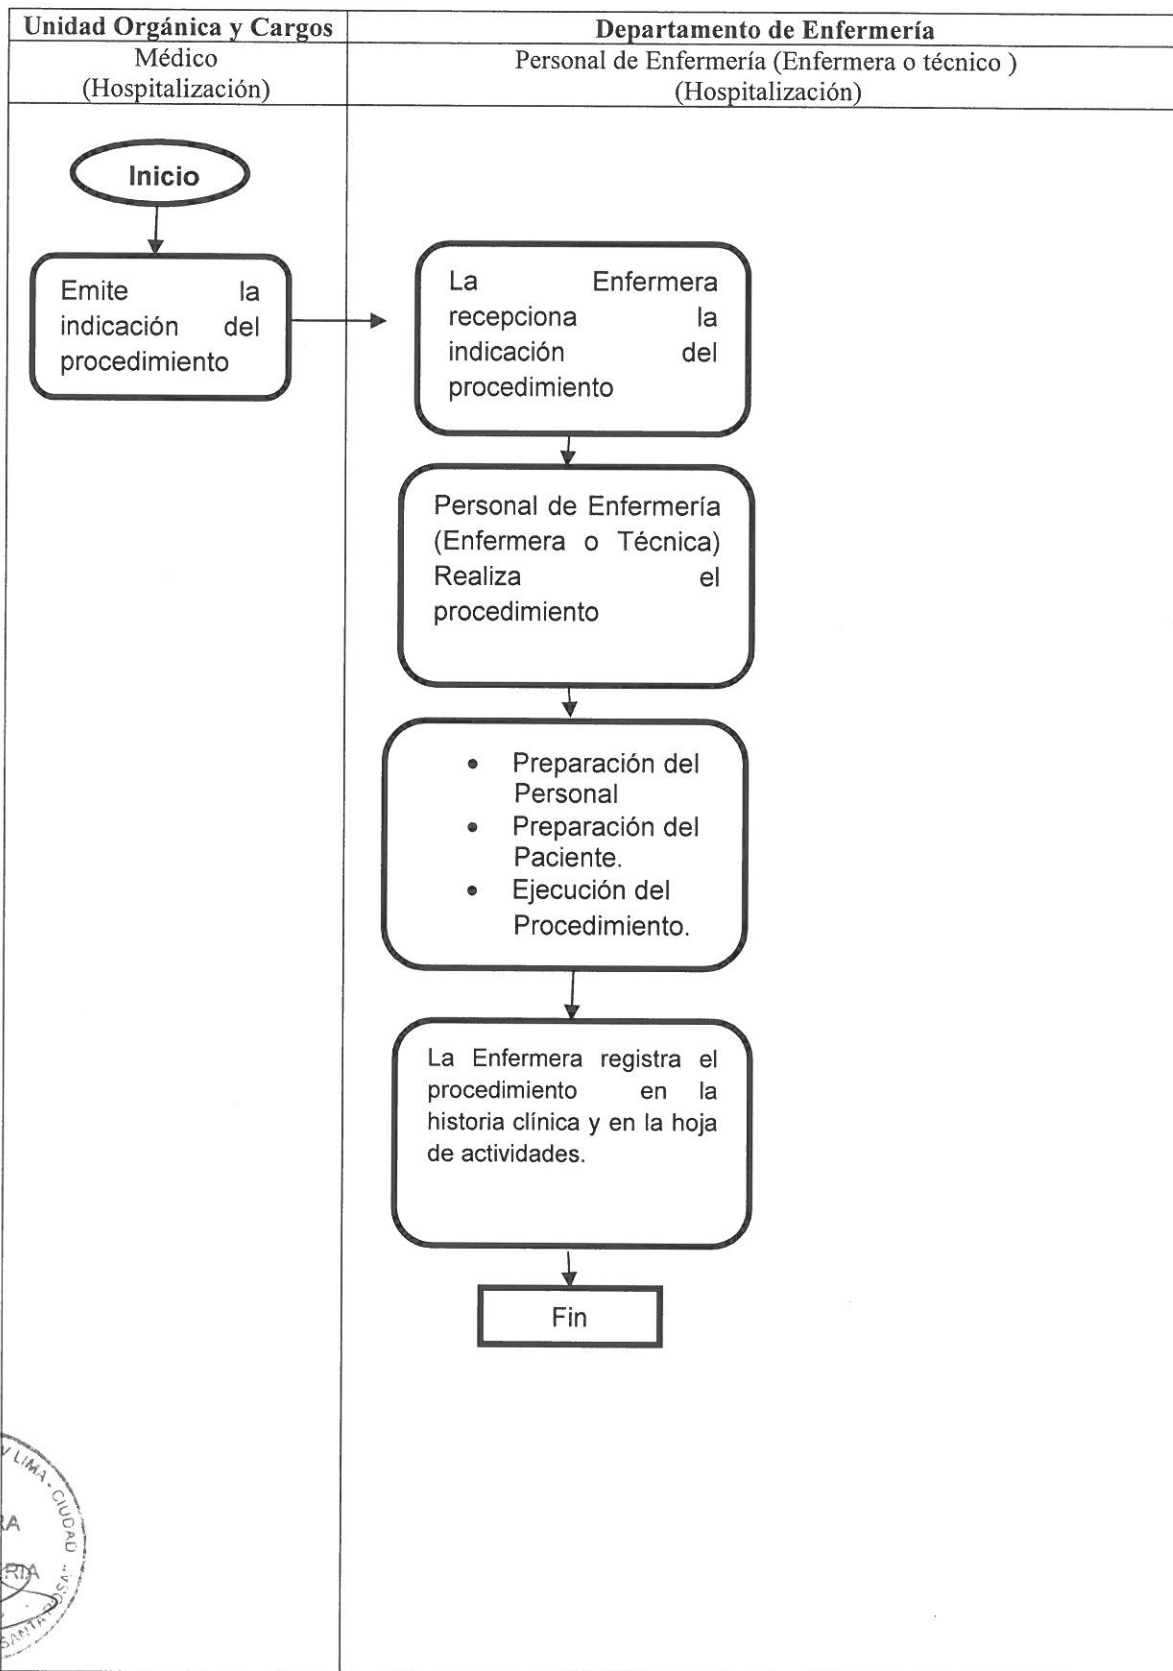 Unidad Orgánica y Cargos
Departamento de Enfermería
Médico
(Hospitalización)
Personal de Enfermería (Enfermera o técnico )
(Hospitalización)
Inicio
Emite la
indicación del
procedimiento
La Enfermera
recepciona la
indicación del
procedimiento
Personal de Enfermería
(Enfermera o Técnica)
Realiza el
procedimiento
• Preparación del
Personal
• Preparación del
Paciente.
• Ejecución del
Procedimiento.
La Enfermera registra el
procedimiento en la
historia clínica y en la hoja
de actividades.
Fin
LIMA - CIUDAD